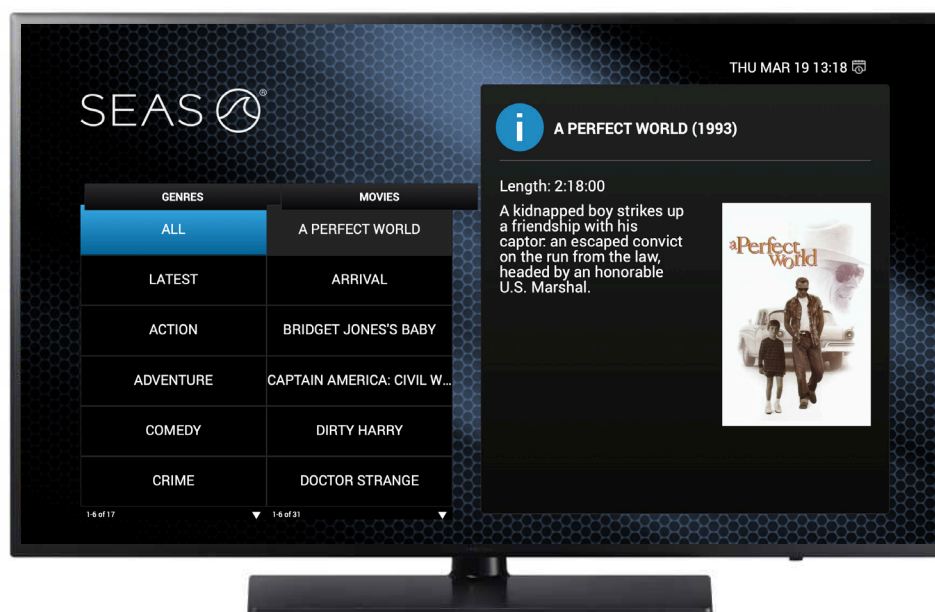 THU MAR 19 13:18
SEAS
®
i
A PERFECT WORLD (1993)
GENRES
MOVIES
Length: 2:18:00
A kidnapped boy strikes up
a friendship with his
captor: an escaped convict
on the run from the law,
headed by an honorable
U.S. Marshal.
a Perfect
World
ALL
A PERFECT WORLD
LATEST
ARRIVAL
ACTION
BRIDGET JONES'S BABY
ADVENTURE
CAPTAIN AMERICA: CIVIL W...
COMEDY
DIRTY HARRY
CRIME
DOCTOR STRANGE
1-6 of 17
1-6 of 31